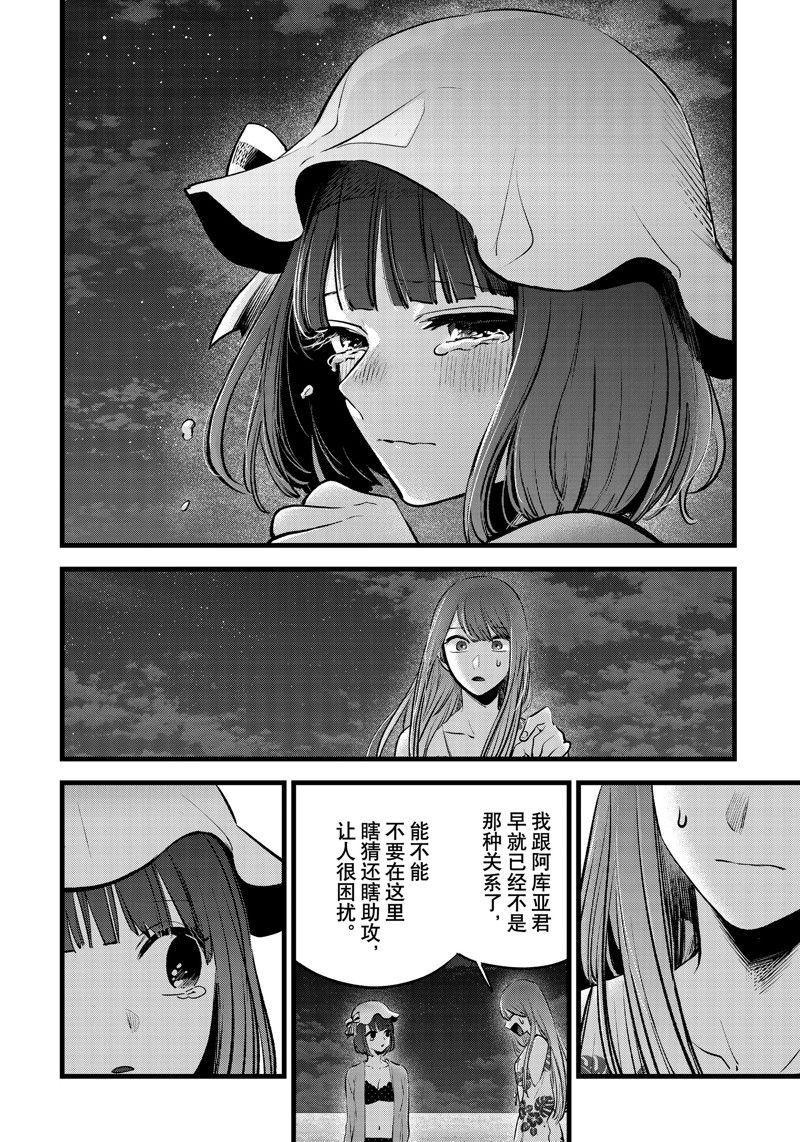 我跟阿库亚君
早就已经不是
那种关系了，
能不能
不要在这里
瞎猜还瞎助攻，
让人很困扰。